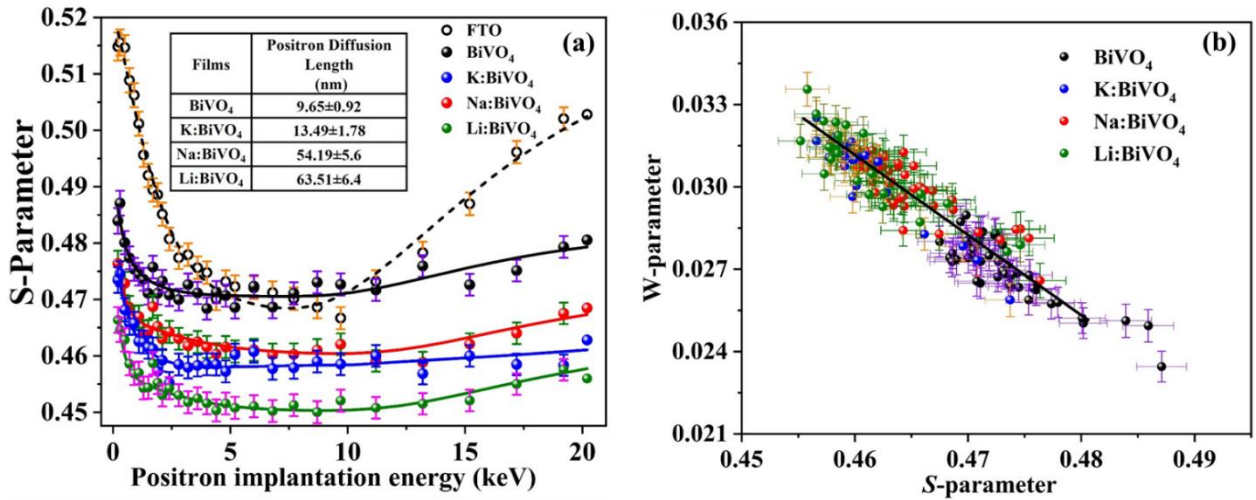 (a)
S-Parameter
0.52
0.51
0.50
0.49
0.48
0.47
0.46
0.45
Films Positron Diffusion Length (nm)
BiVO₄ 9.65±0.92
K:BiVO₄ 13.49±1.78
Na:BiVO₄ 54.19±5.6
Li:BiVO₄ 63.51±6.4
FTO
BiVO₄
K:BiVO₄
Na:BiVO₄
Li:BiVO₄
0 5 10 15 20
Positron implantation energy (keV)
(b)
W-parameter
0.036
0.033
0.030
0.027
0.024
0.021
BiVO₄
K:BiVO₄
Na:BiVO₄
Li:BiVO₄
0.45 0.46 0.47 0.48 0.49
S-parameter